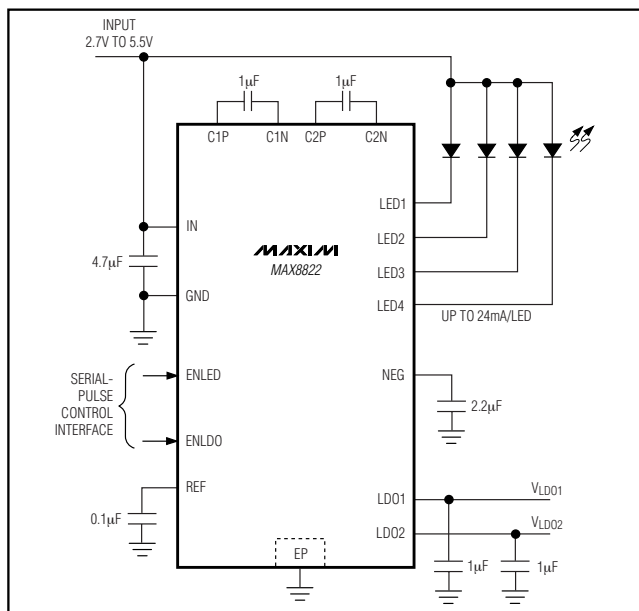 INPUT
2.7V TO 5.5V
1µF
1µF
C1P
C1N
C2P
C2N
LED1
IN
MAXIM
MAX8822
LED2
4.7µF
LED3
GND
LED4
UP TO 24mA/LED
SERIAL-
PULSE
CONTROL
INTERFACE
ENLED
NEG
2.2µF
ENLDO
REF
0.1µF
LDO1
VLDO1
LDO2
VLDO2
EP
1µF
1µF